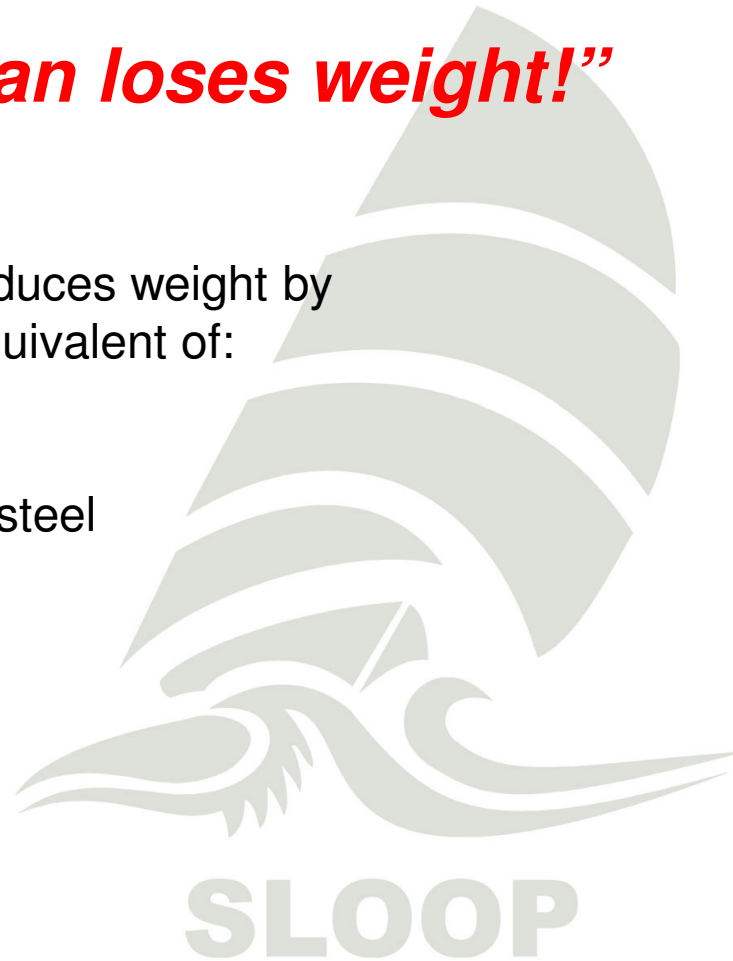 an loses weight!”
duces weight by
uivalent of:
steel
SLOOP